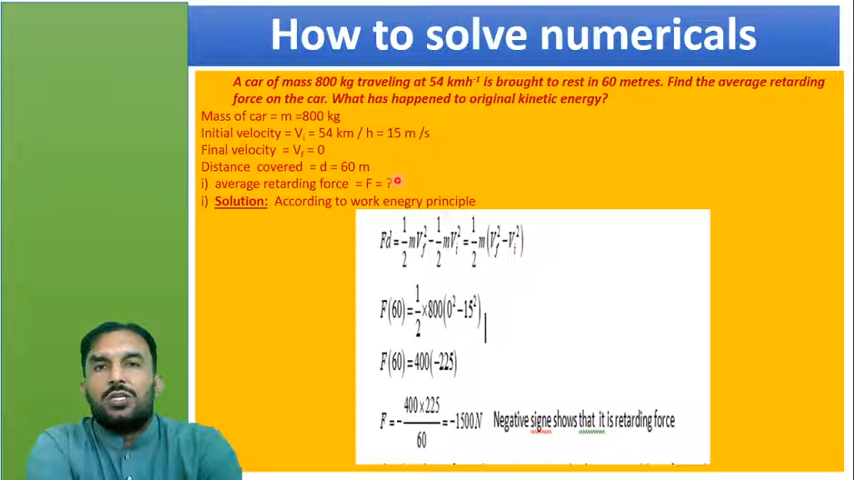 How to solve numericals
A car of mass 800 kg traveling at 54 kmh⁻¹ is brought to rest in 60 metres. Find the average retarding
force on the car. What has happened to original kinetic energy?
Mass of car = m =800 kg
Initial velocity = Vᵢ = 54 km / h = 15 m /s
Final velocity = V_f = 0
Distance covered = d = 60 m
i) average retarding force = F = ?
i) Solution: According to work enegry principle
Fd = 1/2 mV_f² − 1/2 mV_i² = 1/2 m(V_f² − V_i²)
F(60) = 1/2 × 800(0² − 15²)
F(60) = 400(−225)
F = − 400 × 225 / 60 = −1500N Negative signe shows that it is retarding force